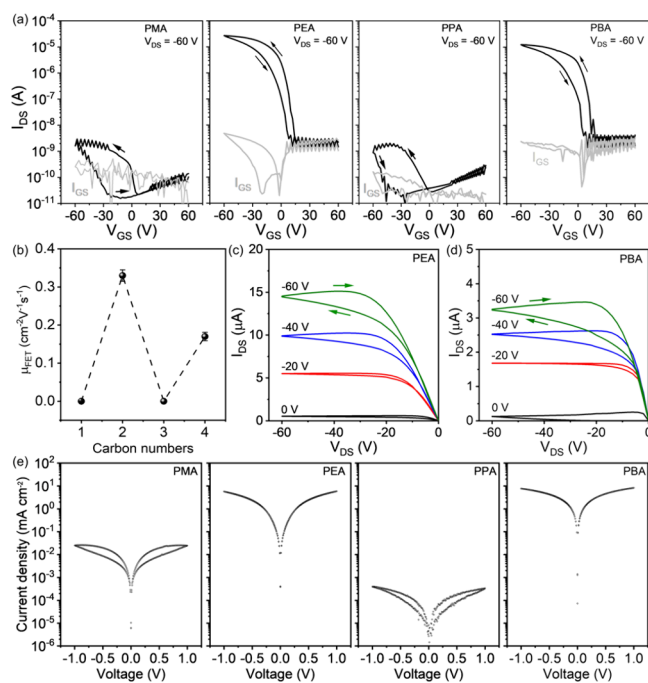 (a)
PMA
V_DS = -60 V
PEA
V_DS = -60 V
PPA
V_DS = -60 V
PBA
V_DS = -60 V
I_DS (A)
10⁻⁴
10⁻⁵
10⁻⁶
10⁻⁷
10⁻⁸
10⁻⁹
10⁻¹⁰
10⁻¹¹
I_GS
I_GS
I_GS
I_GS
-60 -30 0 30 60
-60 -30 0 30 60
-60 -30 0 30 60
-60 -30 0 30 60
V_GS (V)
V_GS (V)
V_GS (V)
V_GS (V)
(b)
μ_FET (cm⁻²V⁻¹s⁻¹)
0.4
0.3
0.2
0.1
0.0
1 2 3 4
Carbon numbers
(c)
PEA
I_DS (μA)
20
15
10
5
0
-60 V
-40 V
-20 V
0 V
-60 -40 -20 0
V_DS (V)
(d)
PBA
I_DS (μA)
5
4
3
2
1
0
-60 V
-40 V
-20 V
0 V
-60 -40 -20 0
V_DS (V)
(e)
PMA
PEA
PPA
PBA
Current density (mA cm⁻²)
10²
10¹
10⁰
10⁻¹
10⁻²
10⁻³
10⁻⁴
10⁻⁵
10⁻⁶
-1.0 -0.5 0.0 0.5 1.0
-1.0 -0.5 0.0 0.5 1.0
-1.0 -0.5 0.0 0.5 1.0
-1.0 -0.5 0.0 0.5 1.0
Voltage (V)
Voltage (V)
Voltage (V)
Voltage (V)